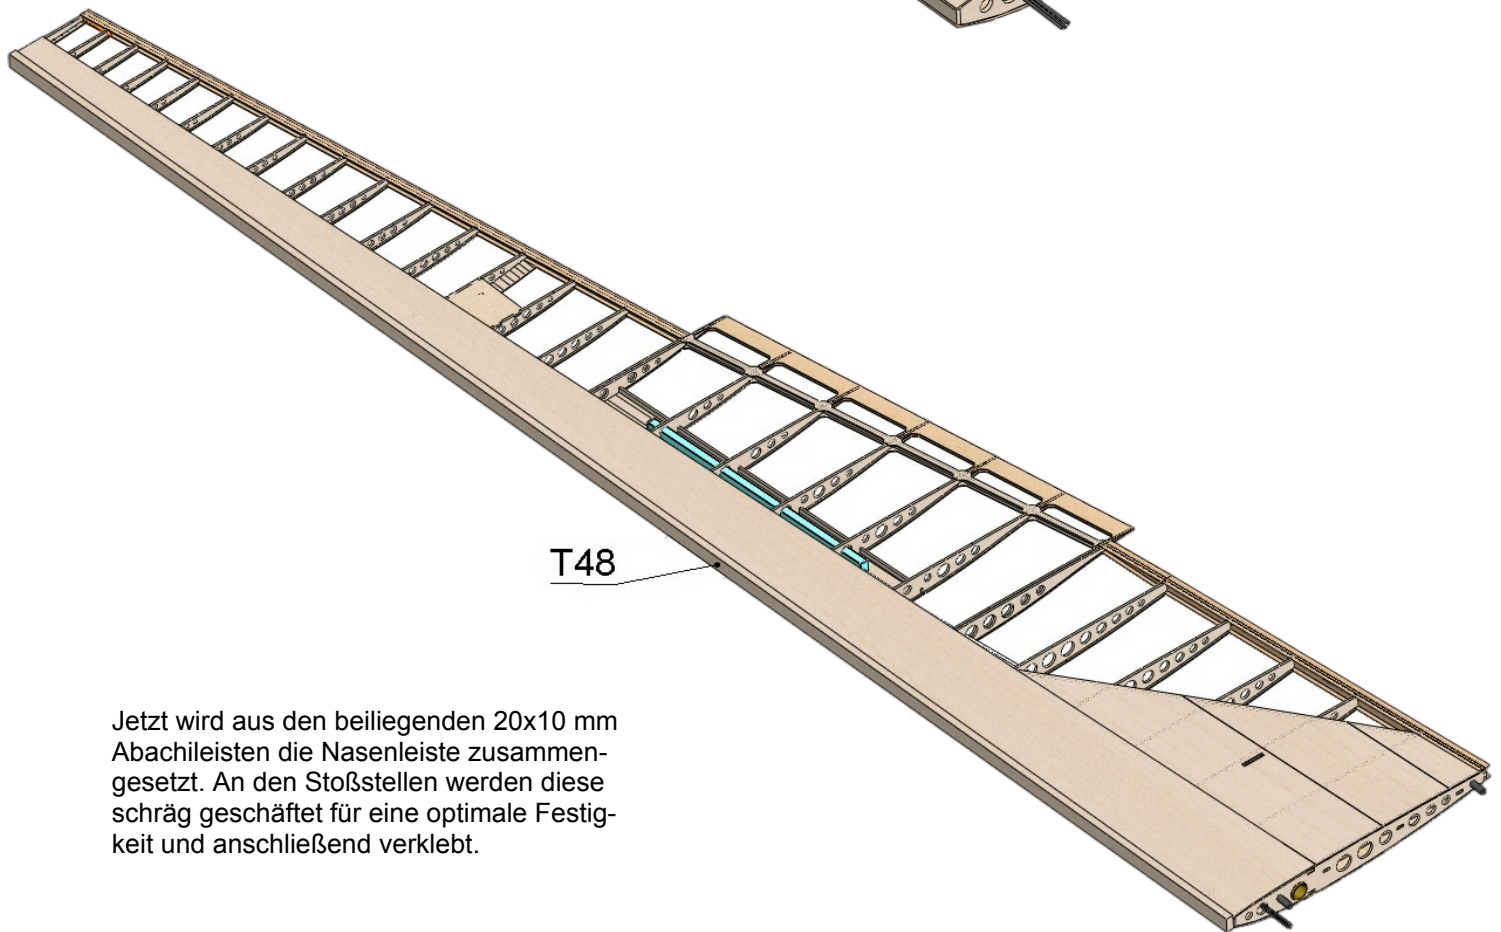 T48
Jetzt wird aus den beiliegenden 20x10 mm
Abachileisten die Nasenleiste zusammen-
gesetzt. An den Stoßstellen werden diese
schräg geschäftet für eine optimale Festig-
keit und anschließend verklebt.